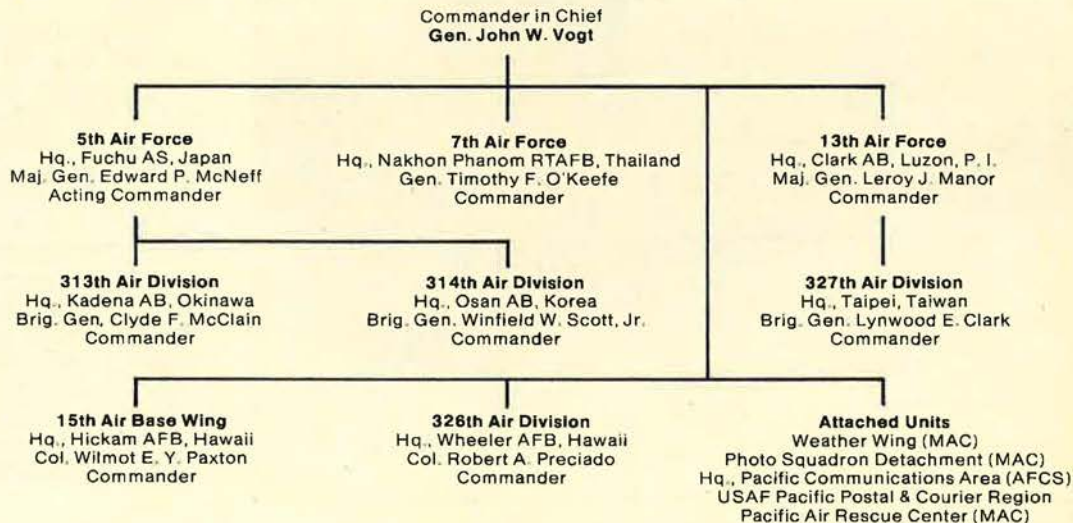 Commander in Chief
Gen. John W. Vogt
5th Air Force
Hq., Fuchu AS, Japan
Maj. Gen. Edward P. McNeff
Acting Commander
7th Air Force
Hq., Nakhon Phanom RTAFB, Thailand
Gen. Timothy F. O'Keefe
Commander
13th Air Force
Hq., Clark AB, Luzon, P. I.
Maj. Gen. Leroy J. Manor
Commander
313th Air Division
Hq., Kadena AB, Okinawa
Brig. Gen. Clyde F. McClain
Commander
314th Air Division
Hq., Osan AB, Korea
Brig. Gen. Winfield W. Scott, Jr.
Commander
327th Air Division
Hq., Taipei, Taiwan
Brig. Gen. Lynwood E. Clark
Commander
15th Air Base Wing
Hq., Hickam AFB, Hawaii
Col. Wilmot E. Y. Paxton
Commander
326th Air Division
Hq., Wheeler AFB, Hawaii
Col. Robert A. Preciado
Commander
Attached Units
Weather Wing (MAC)
Photo Squadron Detachment (MAC)
Hq., Pacific Communications Area (AFCS)
USAF Pacific Postal & Courier Region
Pacific Air Rescue Center (MAC)